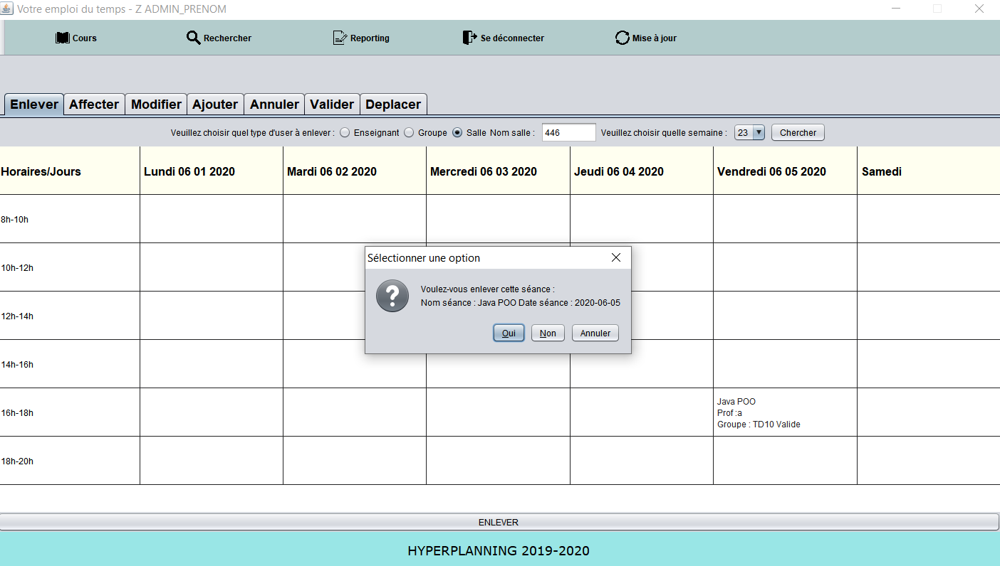 Votre emploi du temps - Z ADMIN_PRENOM
Cours Rechercher Reporting Se déconnecter Mise à jour
Enlever Affecter Modifier Ajouter Annuler Valider Deplacer
Veuillez choisir quel type d'user à enlever : Enseignant Groupe Salle Nom salle : 446 Veuillez choisir quelle semaine : 23 Chercher
Horaires/Jours Lundi 06 01 2020 Mardi 06 02 2020 Mercredi 06 03 2020 Jeudi 06 04 2020 Vendredi 06 05 2020 Samedi
8h-10h
10h-12h
12h-14h
14h-16h
16h-18h
Java POO
Prof :a
Groupe : TD10 Valide
18h-20h
Sélectionner une option
Voulez-vous enlever cette séance :
Nom séance : Java POO Date séance : 2020-06-05
Oui Non Annuler
ENLEVER
HYPERPLANNING 2019-2020